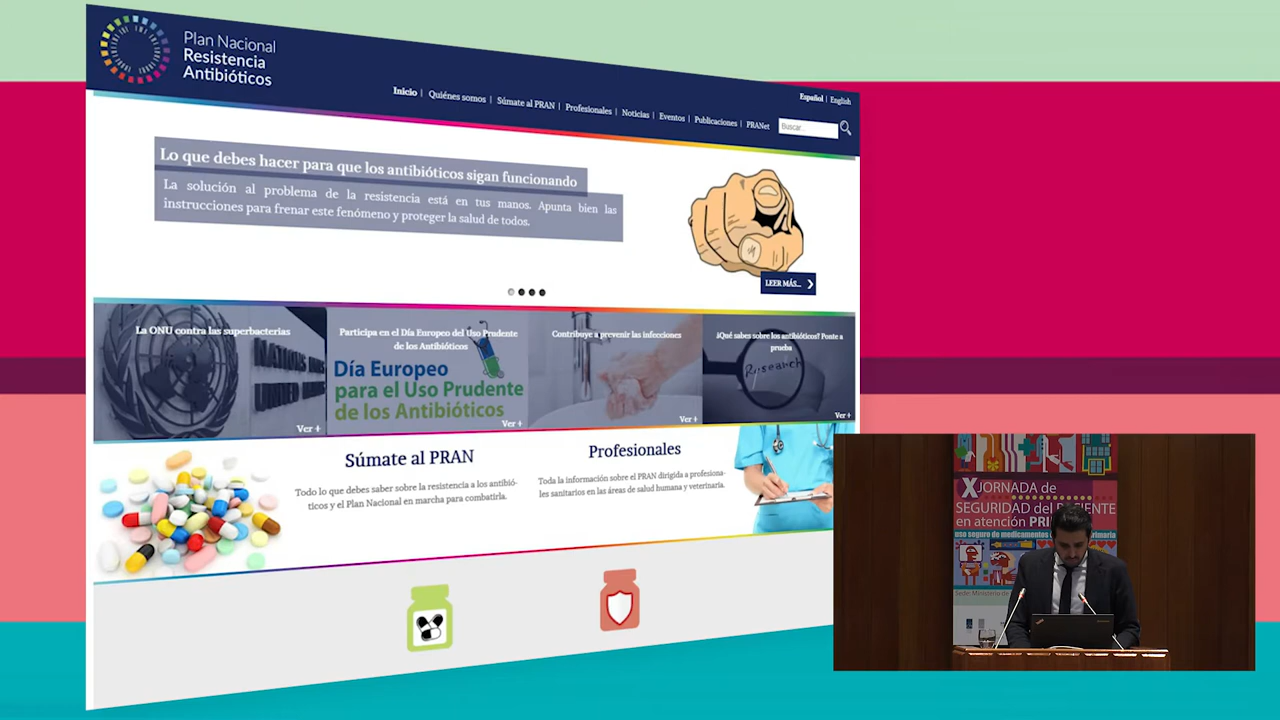 Plan Nacional
Resistencia
Antibióticos
Español | English
Inicio | Quiénes somos | Súmate al PRAN | Profesionales | Noticias | Eventos | Publicaciones | PRANet
Buscar...
Lo que debes hacer para que los antibióticos sigan funcionando
La solución al problema de la resistencia está en tus manos. Apunta bien las
instrucciones para frenar este fenómeno y proteger la salud de todos.
LEER MÁS...
La ONU contra las superbacterias
Ver +
Participa en el Día Europeo del Uso Prudente
de los Antibióticos
Día Europeo
para el Uso Prudente
de los Antibióticos
Ver +
Contribuye a prevenir las infecciones
Ver +
¿Qué sabes sobre los antibióticos? Ponte a
prueba
Research
Ver +
Súmate al PRAN
Todo lo que debes saber sobre la resistencia a los antibió-
ticos y el Plan Nacional en marcha para combatirla.
Profesionales
Toda la información sobre el PRAN dirigida a profesiona-
les sanitarios en las áreas de salud humana y veterinaria.
X JORNADA de
SEGURIDAD del PACIENTE
en atención
uso seguro de medicamentos
Sede: Ministerio de